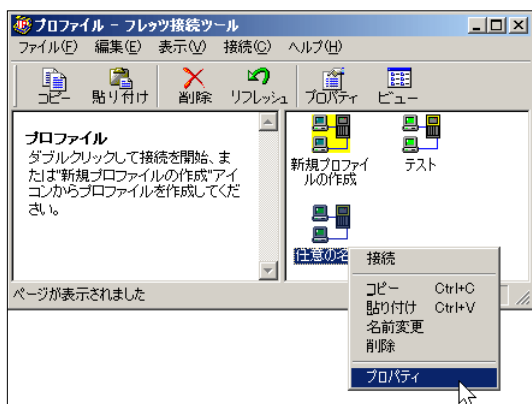 プロファイル - フレッツ接続ツール
ファイル(F) 編集(E) 表示(V) 接続(C) ヘルプ(H)
コピー 貼り付け 削除 リフレッシュ プロパティ ビュー
プロファイル
ダブルクリックして接続を開始、ま
たは"新規プロファイルの作成"アイ
コンからプロファイルを作成してくだ
さい。
新規プロファイ
ルの作成
テスト
任意の名
接続
コピー Ctrl+C
貼り付け Ctrl+V
名前変更
削除
プロパティ
ページが表示されました